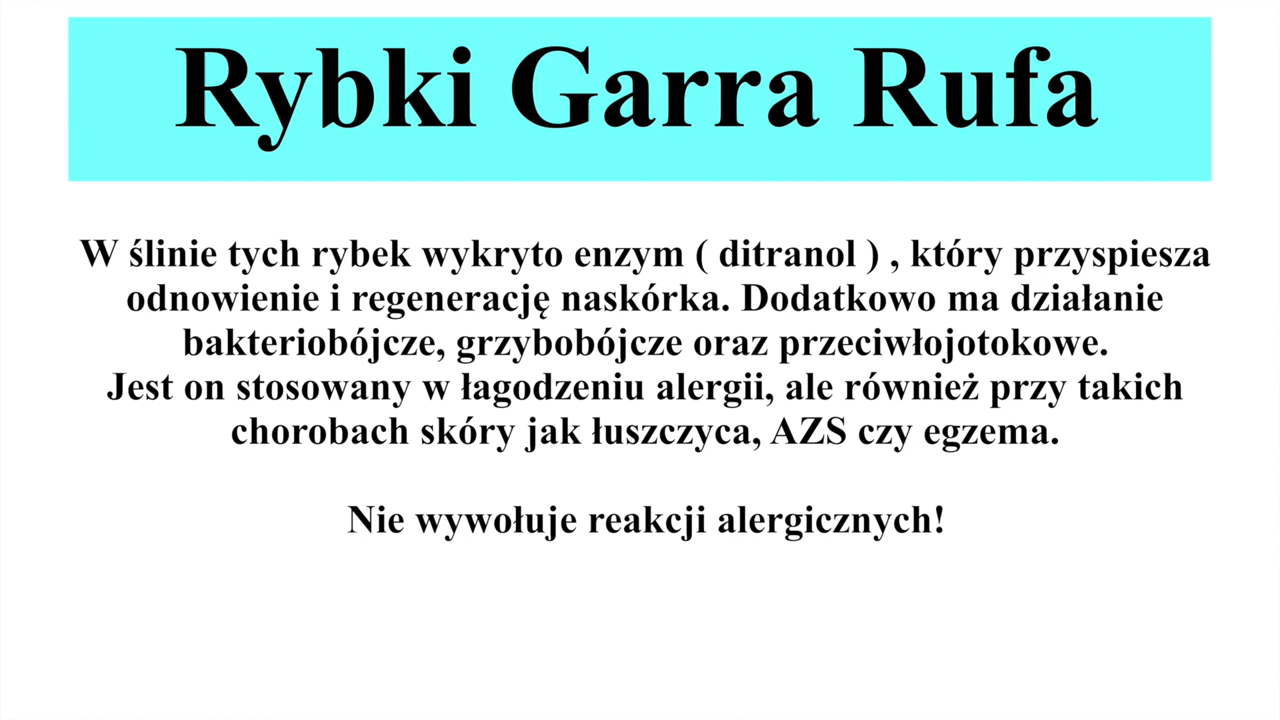 Rybki Garra Rufa
W ślinie tych rybek wykryto enzym ( ditranol ) , który przyspiesza
odnowienie i regenerację naskórka. Dodatkowo ma działanie
bakteriobójcze, grzybobójcze oraz przeciwłojotokowe.
Jest on stosowany w łagodzeniu alergii, ale również przy takich
chorobach skóry jak łuszczyca, AZS czy egzema.
Nie wywołuje reakcji alergicznych!